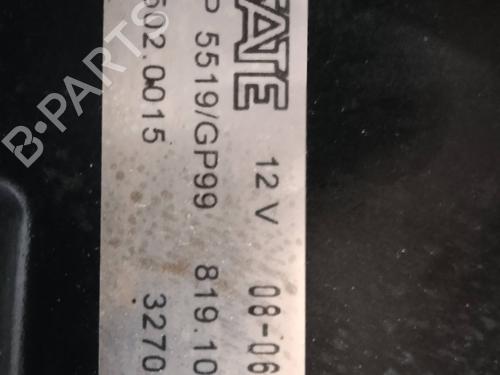 ATE
12 V 08-06
P 5519/GP99 819.10
502.0015 3270
B-PARTS